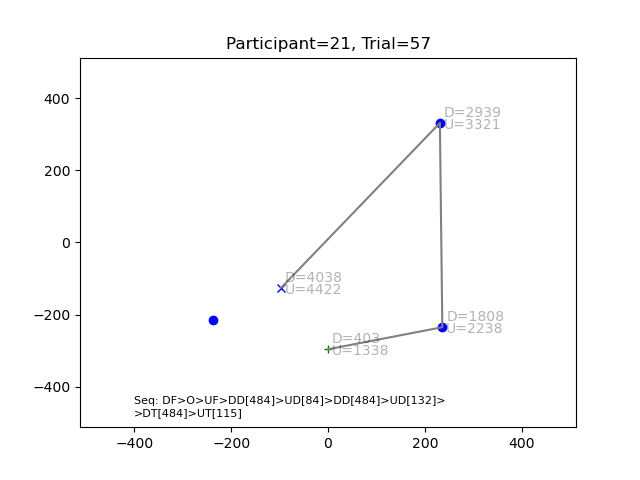 Participant=21, Trial=57
400
200
0
−200
−400
D=2939
U=3321
D=4038
U=4422
D=1808
U=2238
D=403
U=1338
Seq: DF>O>UF>DD[484]>UD[84]>DD[484]>UD[132]>
>DT[484]>UT[115]
−400
−200
0
200
400